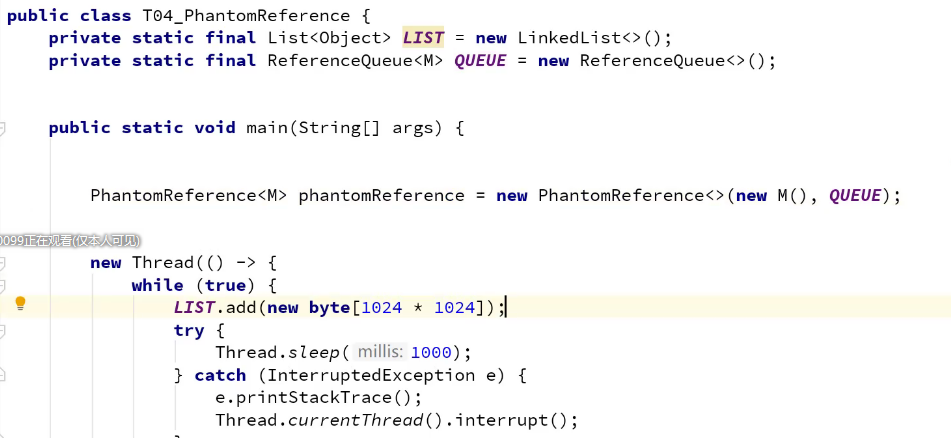 public class T04_PhantomReference {
private static final List<Object> LIST = new LinkedList<>();
private static final ReferenceQueue<M> QUEUE = new ReferenceQueue<>();
public static void main(String[] args) {
PhantomReference<M> phantomReference = new PhantomReference<>(new M(), QUEUE);
0099正在观看(仅本人可见)
new Thread(() -> {
while (true) {
LIST.add(new byte[1024 * 1024]);
try {
Thread.sleep( millis: 1000);
} catch (InterruptedException e) {
e.printStackTrace();
Thread.currentThread().interrupt();